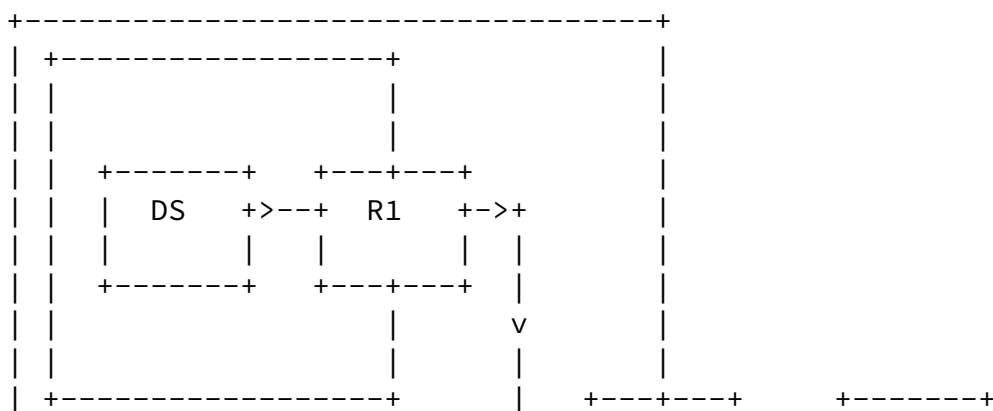 +-----------------------------------+
| +------------------+              |
| |                  |              |
| |                  |              |
| |  +-------+   +---+---+          |
| |  |  DS   +>--+  R1   +->+       |
| |  |       |   |       |  |       |
| |  +-------+   +---+---+  |       |
| |                  |      v       |
| |                  |      |       |
| +------------------+      |   +---+---+     +-------+